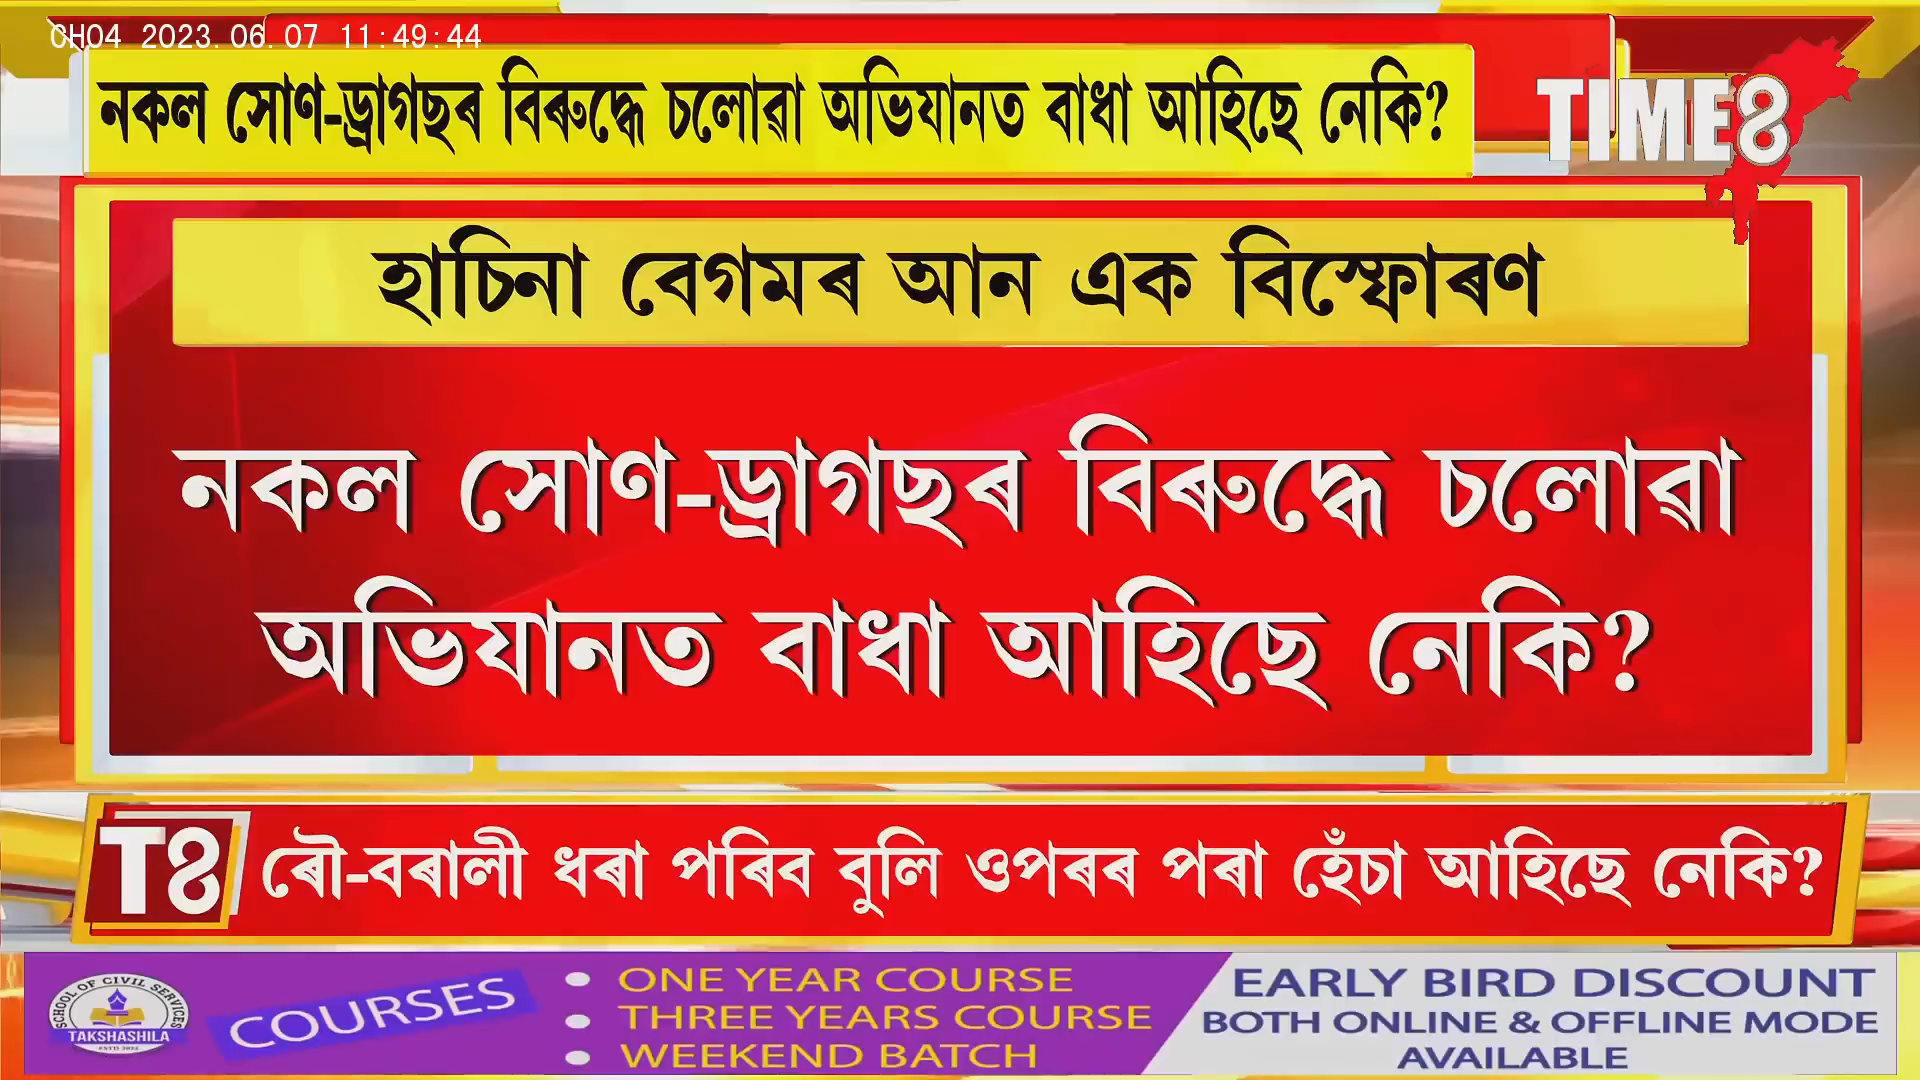 CH04 2023.06.07 11:49:44
নকল সোণ-ড্ৰাগছৰ বিৰুদ্ধে চলোৱা অভিযানত বাধা আহিছে নেকি?
TIME8
হাচিনা বেগমৰ আন এক বিস্ফোৰণ
নকল সোণ-ড্ৰাগছৰ বিৰুদ্ধে চলোৱা
অভিযানত বাধা আহিছে নেকি?
T8 ৰৌ-বৰালী ধৰা পৰিব বুলি ওপৰৰ পৰা হেঁচা আহিছে নেকি?
SCHOOL OF CIVIL SERVICES
TAKSHASHILA
ESTD 2022
COURSES
• ONE YEAR COURSE
• THREE YEARS COURSE
• WEEKEND BATCH
EARLY BIRD DISCOUNT
BOTH ONLINE & OFFLINE MODE
AVAILABLE